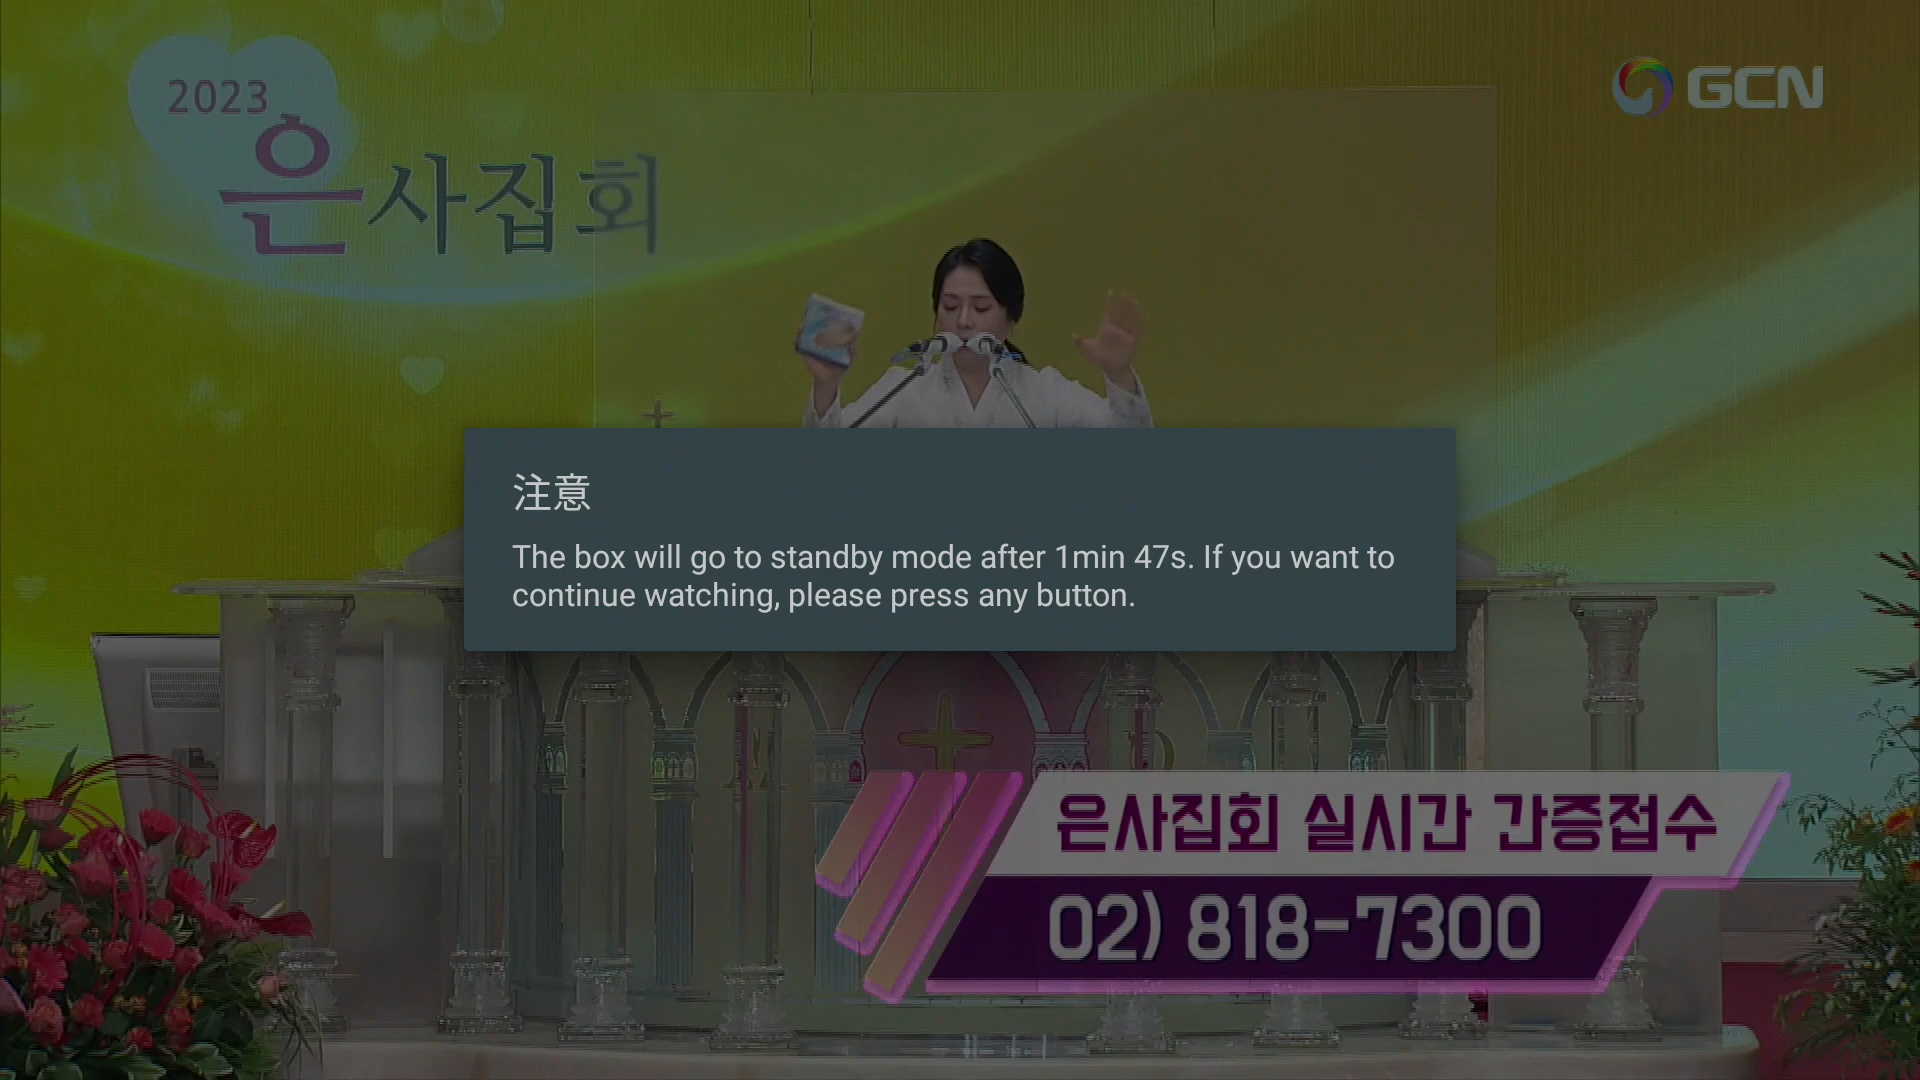 2023
은사집회
GCN
注意
The box will go to standby mode after 1min 47s. If you want to
continue watching, please press any button.
은사집회 실시간 간증접수
02) 818-7300